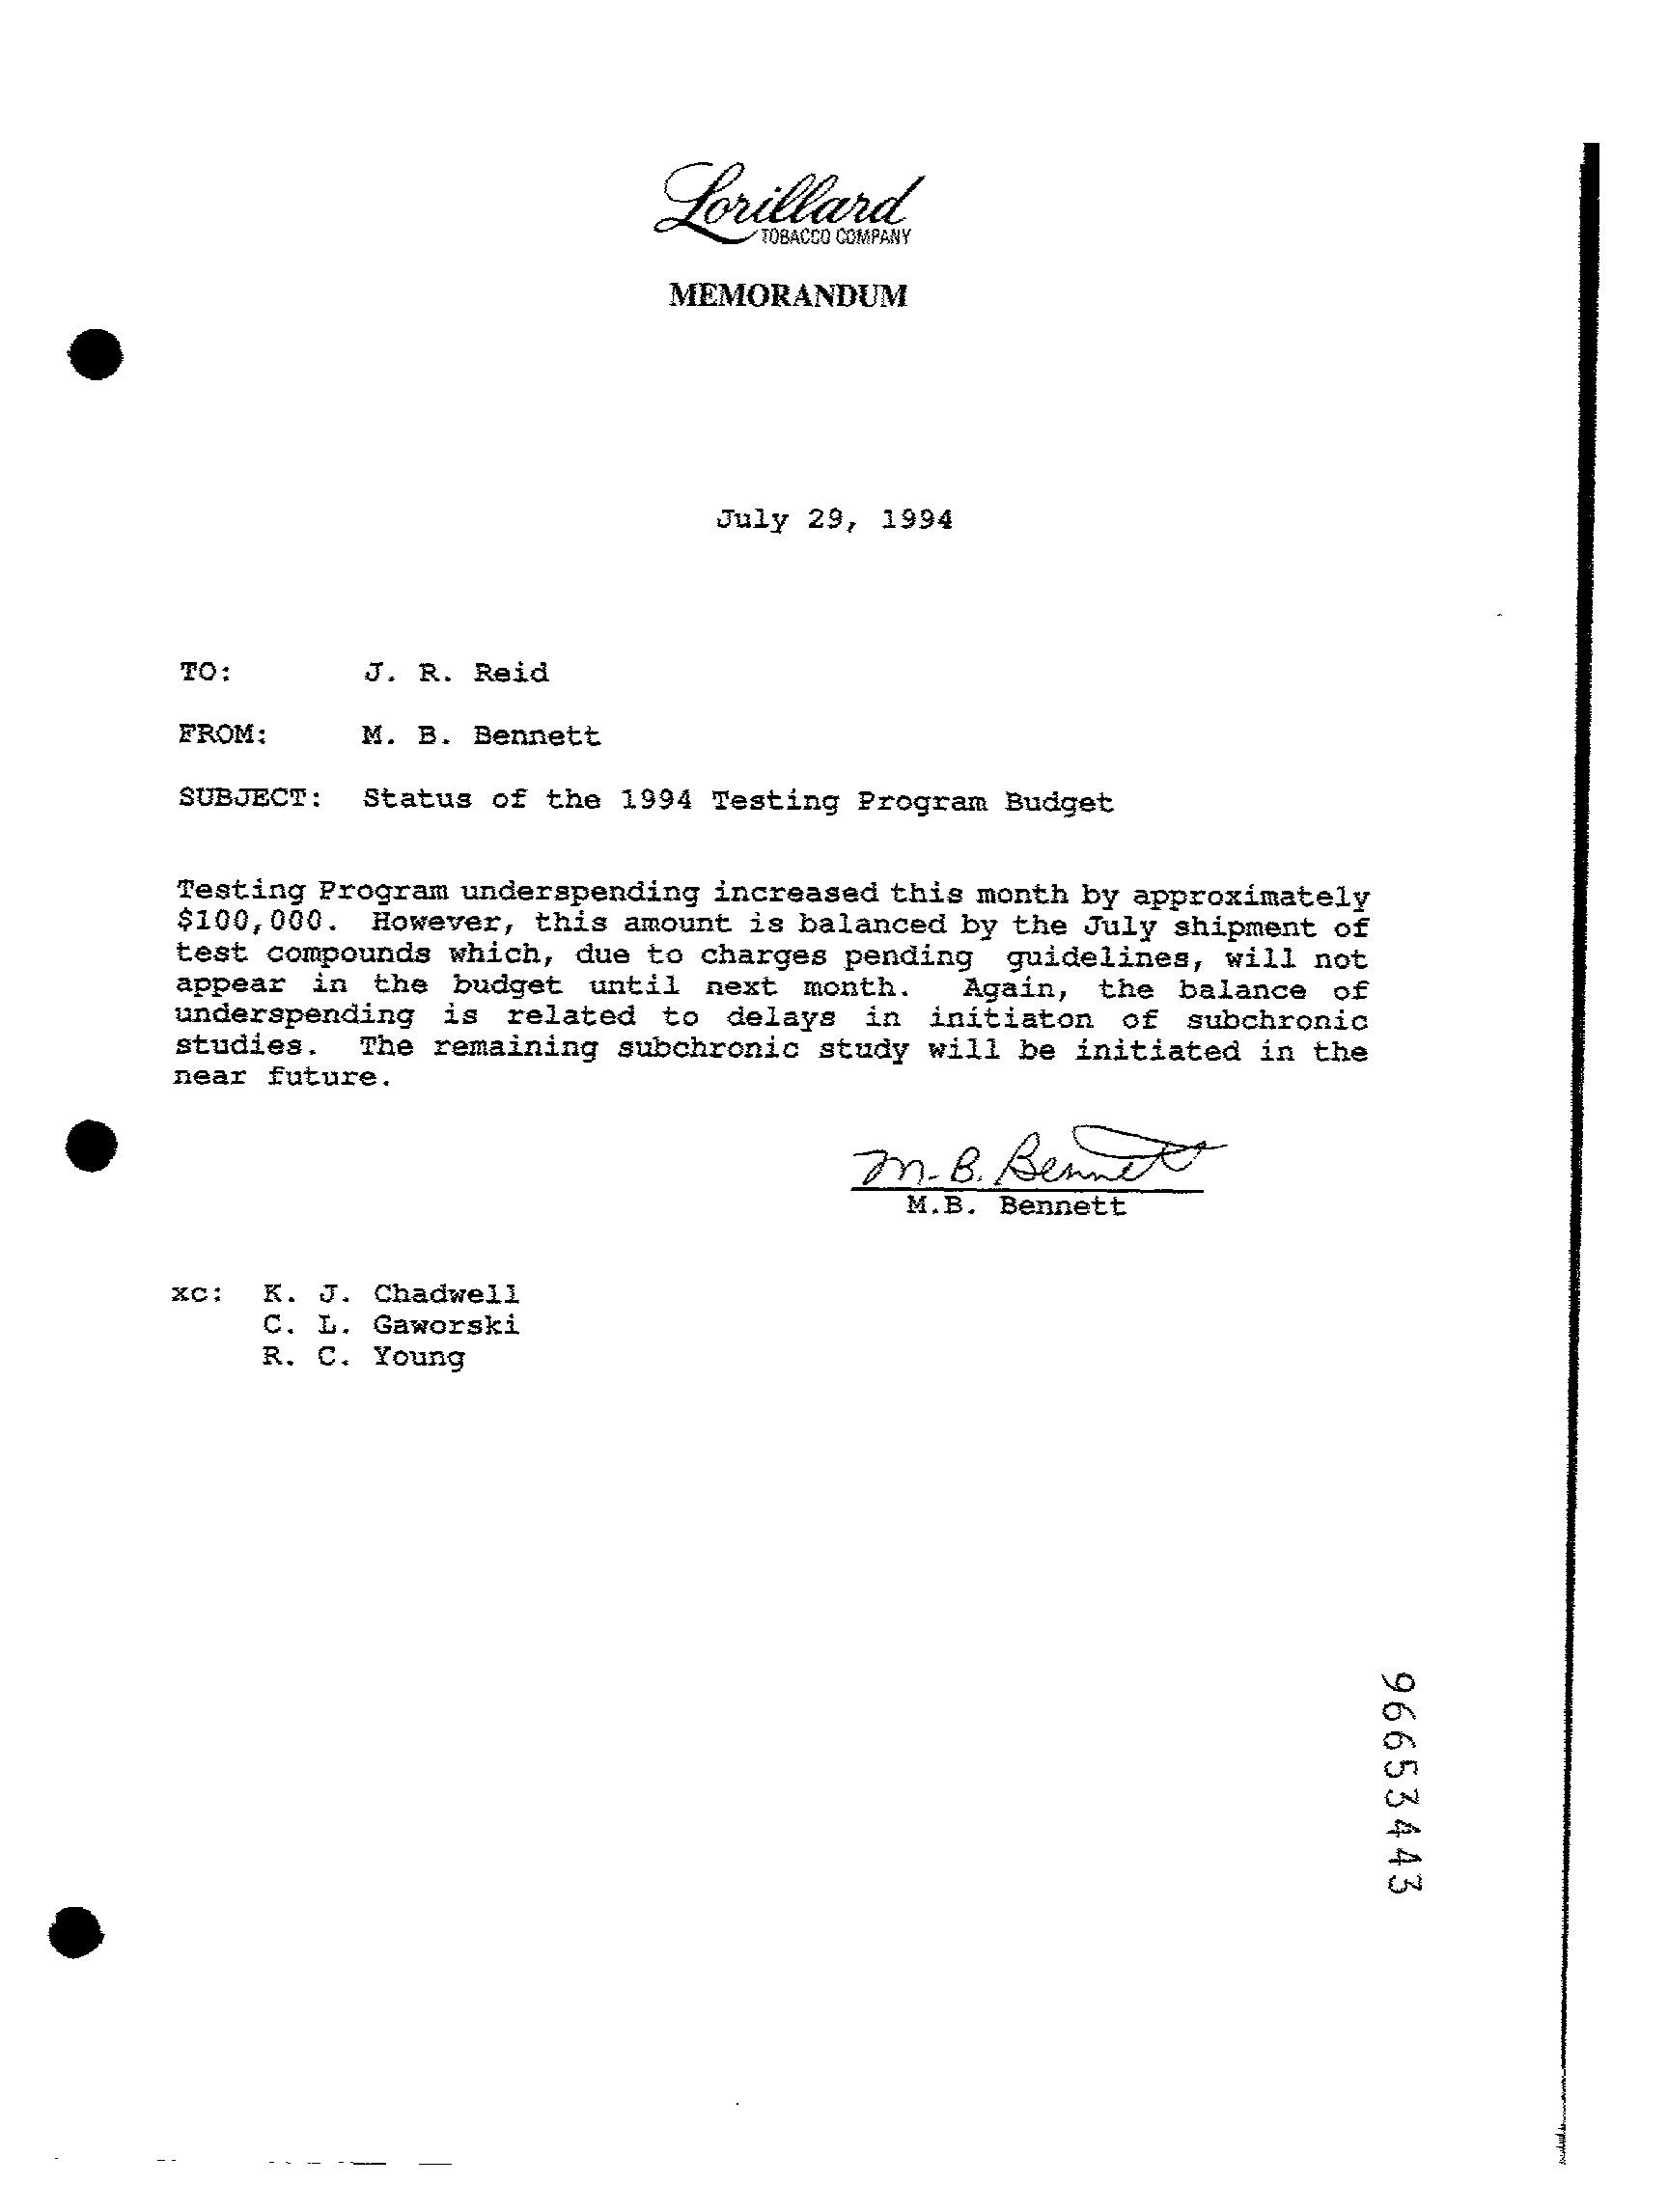 Lorillard
TOBACCO COMPANY
MEMORANDUM
July 29, 1994
TO: J. R. Reid
FROM: M. B. Bennett
SUBJECT: Status of the 1994 Testing Program Budget
Testing Program underspending increased this month by approximately
$100,000. However, this amount is balanced by the July shipment of
test compounds which, due to charges pending guidelines, will not
appear in the budget until next month. Again, the balance of
underspending is related to delays in initiaton of subchronic
studies. The remaining subchronic study will be initiated in the
near future.
M. B. Bennett
M.B. Bennett
xc: K. J. Chadwell
C. L. Gaworski
R. C. Young
96653443